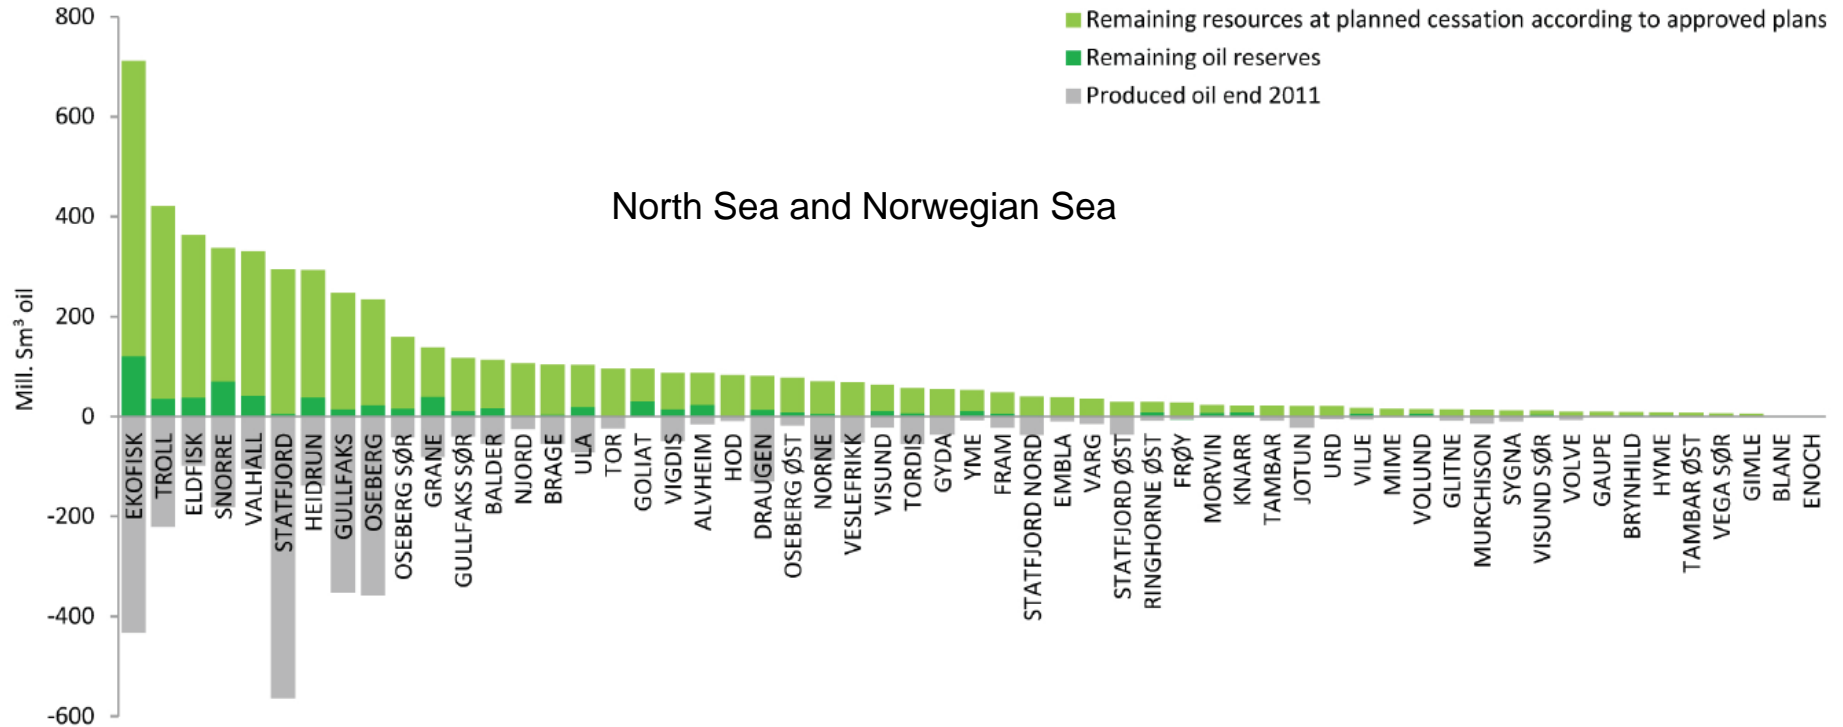 800
600
400
200
0
-200
-400
-600
Mill. Sm³ oil
Remaining resources at planned cessation according to approved plans
Remaining oil reserves
Produced oil end 2011
North Sea and Norwegian Sea
EKOFISK
TROLL
ELDFISK
SNORRE
VALHALL
STATFJORD
HEIDRUN
GULLFAKS
OSEBERG
OSEBERG SØR
GRANE
GULLFAKS SØR
BALDER
NJORD
BRAGE
ULA
TOR
GOLIAT
VIGDIS
ALVHEIM
HOD
DRAUGEN
OSEBERG ØST
NORNE
VESLEFRIKK
VISUND
TORDIS
GYDA
YME
FRAM
STATFJORD NORD
EMBLA
VARG
STATFJORD ØST
RINGHORNE ØST
FRØY
MORVIN
KNARR
TAMBAR
JOTUN
URD
VILJE
MIME
VOLUND
GLITNE
MURCHISON
SYGNA
VISUND SØR
VOLVE
GAUPE
BRYNHILD
HYME
TAMBAR ØST
VEGA SØR
GIMLE
BLANE
ENOCH